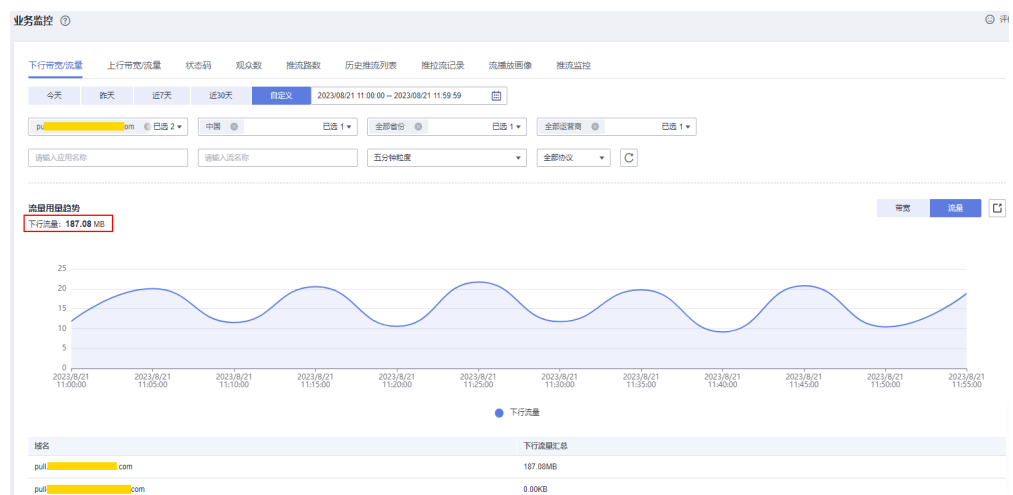 业务监控
下行带宽/流量 上行带宽/流量 状态码 观众数 推流路数 历史推流列表 推拉流记录 流播放画像 推流监控
今天 昨天 近7天 近30天 自定义 2023/08/21 11:00:00 – 2023/08/21 11:59:59
pu om 已选 2 中国 已选 1 全部省份 已选 1 全部运营商 已选 1
请输入应用名称 请输入流名称 五分钟粒度 全部协议
流量用量趋势 带宽 流量
下行流量: 187.08 MB
25
20
15
10
5
0
2023/8/21 2023/8/21 2023/8/21 2023/8/21 2023/8/21 2023/8/21 2023/8/21 2023/8/21 2023/8/21 2023/8/21 2023/8/21 2023/8/21
11:00:00 11:05:00 11:10:00 11:15:00 11:20:00 11:25:00 11:30:00 11:35:00 11:40:00 11:45:00 11:50:00 11:55:00
下行流量
域名 下行流量汇总
pull. .com 187.08MB
pull com 0.00KB